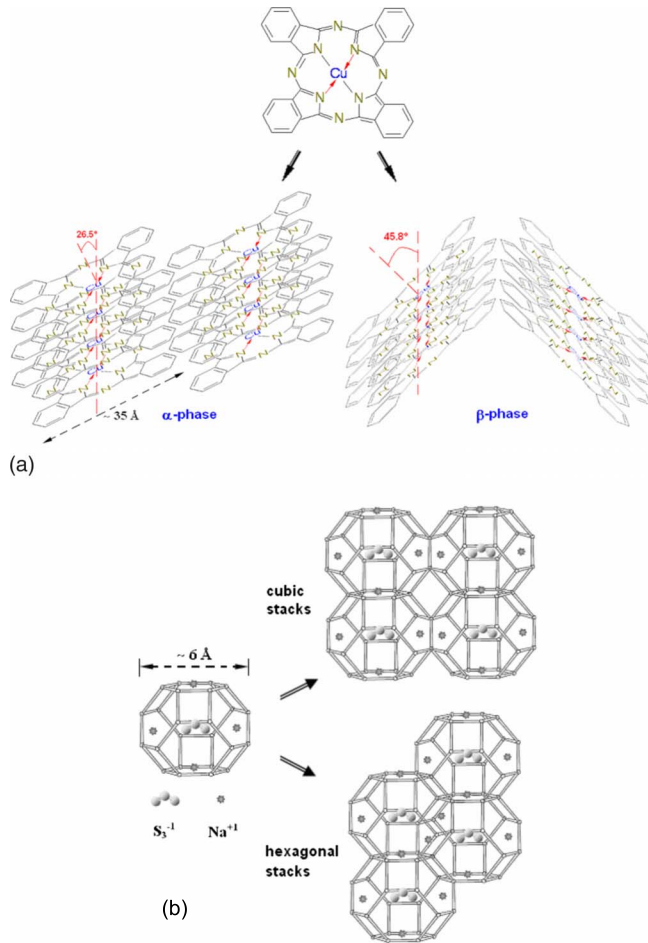 N
N N
N Cu N
N N
N
26.5°
45.8°
~ 35 Å
α-phase
β-phase
(a)
cubic
stacks
~ 6 Å
S₃⁻¹ Na⁺¹
hexagonal
stacks
(b)